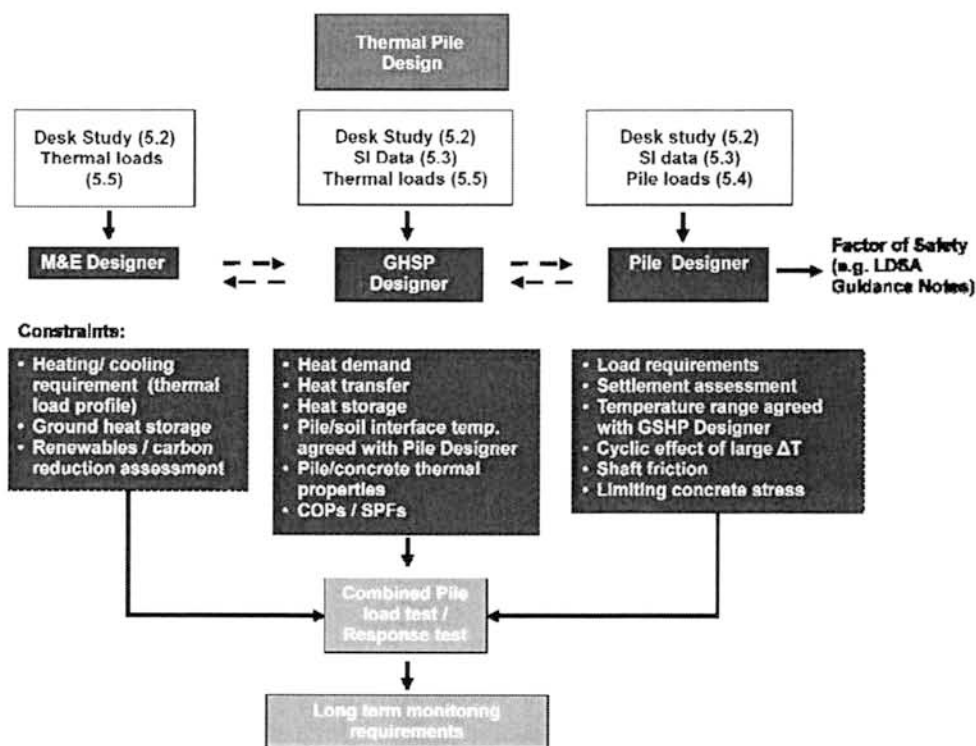 Thermal Pile
Design
Desk Study (5.2)
Thermal loads
(5.5)
Desk Study (5.2)
SI Data (5.3)
Thermal loads (5.5)
Desk study (5.2)
SI data (5.3)
Pile loads (5.4)
M&E Designer
GHSP
Designer
Pile Designer
Factor of Safety
(e.g. LDSA
Guidance Notes)
Constraints:
• Heating/ cooling
requirement (thermal
load profile)
• Ground heat storage
• Renewables / carbon
reduction assessment
• Heat demand
• Heat transfer
• Heat storage
• Pile/soil interface temp.
agreed with Pile Designer
• Pile/concrete thermal
properties
• COPs / SPFs
• Load requirements
• Settlement assessment
• Temperature range agreed
with GSHP Designer
• Cyclic effect of large ΔT
• Shaft friction
• Limiting concrete stress
Combined Pile
load test /
Response test
Long term monitoring
requirements